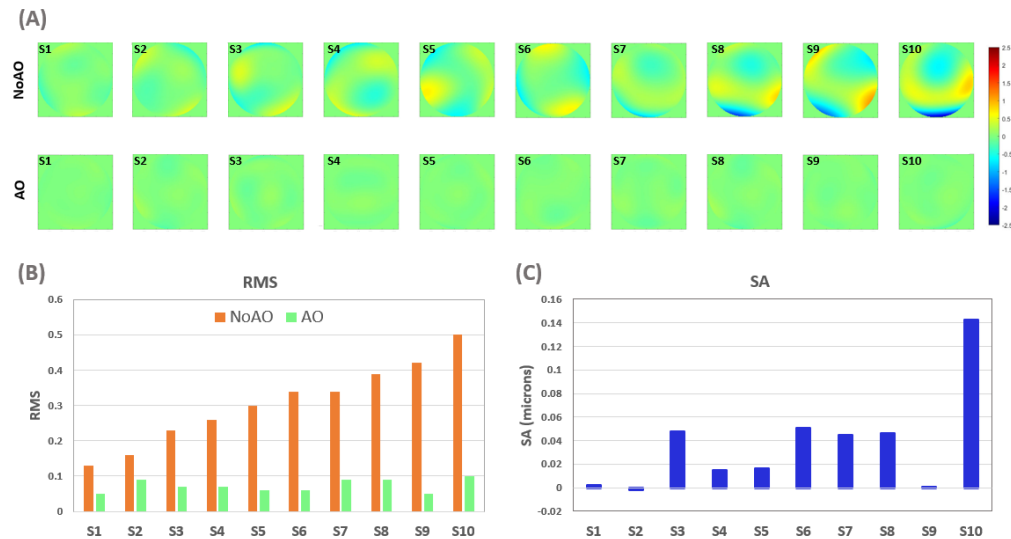 (A)
S1 S2 S3 S4 S5 S6 S7 S8 S9 S10
NoAO
2.5
2
1.5
1
0.5
0
-0.5
-1
-1.5
-2
-2.5
S1 S2 S3 S4 S5 S6 S7 S8 S9 S10
AO
(B)
RMS
NoAO AO
0.6
0.5
0.4
0.3
0.2
0.1
0
RMS
S1 S2 S3 S4 S5 S6 S7 S8 S9 S10
(C)
SA
0.16
0.14
0.12
0.1
0.08
0.06
0.04
0.02
0
-0.02
SA (microns)
S1 S2 S3 S4 S5 S6 S7 S8 S9 S10